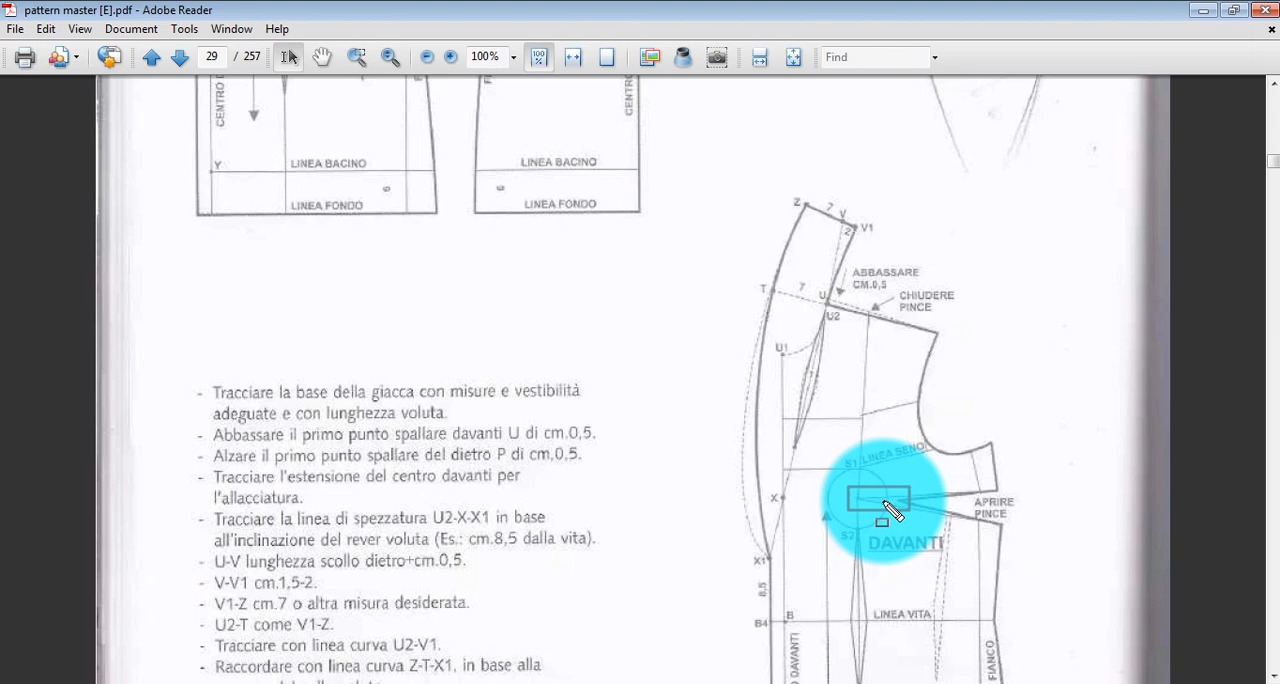 pattern master [E].pdf - Adobe Reader
File Edit View Document Tools Window Help
29 / 257 100% Find
CENTRO D
CENTRO
Y LINEA BACINO
LINEA BACINO
6
6
LINEA FONDO
LINEA FONDO
Z 7 V
2 V1
ABBASSARE
CM.0,5
T 7 U
CHIUDERE
PINCE
U2
U1
- Tracciare la base della giacca con misure e vestibilità
adeguate e con lunghezza voluta.
- Abbassare il primo punto spallare davanti U di cm.0,5.
- Alzare il primo punto spallare del dietro P di cm,0,5.
- Tracciare l'estensione del centro davanti per
l'allacciatura.
- Tracciare la linea di spezzatura U2-X-X1 in base
all'inclinazione del rever voluta (Es.: cm.8,5 dalla vita).
- U-V lunghezza scollo dietro+cm.0,5.
- V-V1 cm.1,5-2.
- V1-Z cm.7 o altra misura desiderata.
- U2-T come V1-Z.
- Tracciare con linea curva U2-V1.
- Raccordare con linea curva Z-T-X1, in base alla
S1 LINEA SENO
X
APRIRE
PINCE
S2
DAVANTI
X1
8,5
B LINEA VITA
B4
O DAVANTI
FIANCO